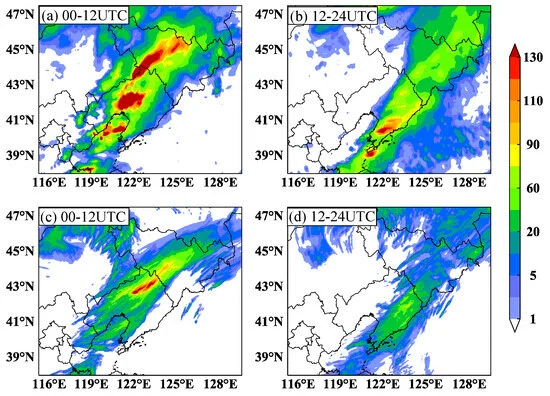 (a) 00-12UTC
(b) 12-24UTC
47°N
45°N
43°N
41°N
39°N
116°E 119°E 122°E 125°E 128°E
47°N
45°N
43°N
41°N
39°N
116°E 119°E 122°E 125°E 128°E
(c) 00-12UTC
(d) 12-24UTC
47°N
45°N
43°N
41°N
39°N
116°E 119°E 122°E 125°E 128°E
47°N
45°N
43°N
41°N
39°N
116°E 119°E 122°E 125°E 128°E
130
110
90
60
20
5
1